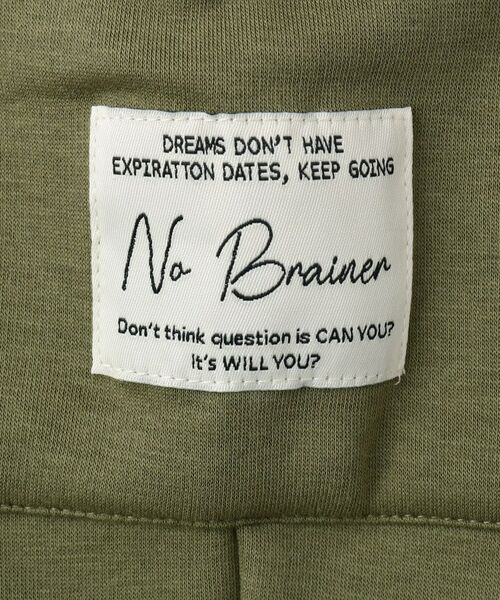 DREAMS DON'T HAVE
EXPIRATTON DATES, KEEP GOING
No Brainer
Don't think question is CAN YOU?
It's WILL YOU?